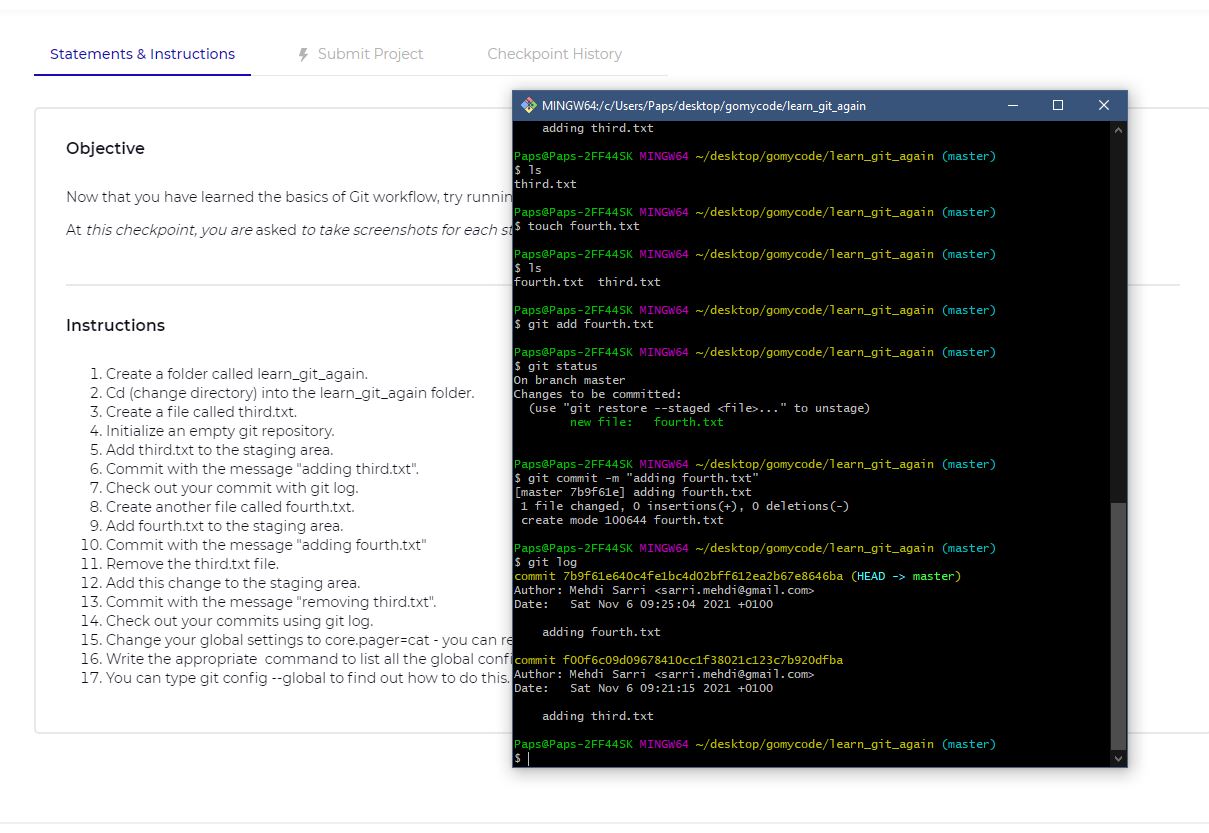 Statements & Instructions
Submit Project
Checkpoint History
Objective
Now that you have learned the basics of Git workflow, try runnin
At this checkpoint, you are asked to take screenshots for each st
Instructions
1. Create a folder called learn_git_again.
2. Cd (change directory) into the learn_git_again folder.
3. Create a file called third.txt.
4. Initialize an empty git repository.
5. Add third.txt to the staging area.
6. Commit with the message "adding third.txt".
7. Check out your commit with git log.
8. Create another file called fourth.txt.
9. Add fourth.txt to the staging area.
10. Commit with the message "adding fourth.txt"
11. Remove the third.txt file.
12. Add this change to the staging area.
13. Commit with the message "removing third.txt".
14. Check out your commits using git log.
15. Change your global settings to core.pager=cat - you can re
16. Write the appropriate  command to list all the global confi
17. You can type git config --global to find out how to do this.
MINGW64:/c/Users/Paps/desktop/gomycode/learn_git_again
adding third.txt
Paps@Paps-2FF44SK MINGW64 ~/desktop/gomycode/learn_git_again (master)
$ ls
third.txt
Paps@Paps-2FF44SK MINGW64 ~/desktop/gomycode/learn_git_again (master)
$ touch fourth.txt
Paps@Paps-2FF44SK MINGW64 ~/desktop/gomycode/learn_git_again (master)
$ ls
fourth.txt  third.txt
Paps@Paps-2FF44SK MINGW64 ~/desktop/gomycode/learn_git_again (master)
$ git add fourth.txt
Paps@Paps-2FF44SK MINGW64 ~/desktop/gomycode/learn_git_again (master)
$ git status
On branch master
Changes to be committed:
(use "git restore --staged <file>..." to unstage)
new file:   fourth.txt
Paps@Paps-2FF44SK MINGW64 ~/desktop/gomycode/learn_git_again (master)
$ git commit -m "adding fourth.txt"
[master 7b9f61e] adding fourth.txt
1 file changed, 0 insertions(+), 0 deletions(-)
create mode 100644 fourth.txt
Paps@Paps-2FF44SK MINGW64 ~/desktop/gomycode/learn_git_again (master)
$ git log
commit 7b9f61e640c4fe1bc4d02bff612ea2b67e8646ba (HEAD -> master)
Author: Mehdi Sarri <sarri.mehdi@gmail.com>
Date:   Sat Nov 6 09:25:04 2021 +0100
adding fourth.txt
commit f00f6c09d09678410cc1f38021c123c7b920dfba
Author: Mehdi Sarri <sarri.mehdi@gmail.com>
Date:   Sat Nov 6 09:21:15 2021 +0100
adding third.txt
Paps@Paps-2FF44SK MINGW64 ~/desktop/gomycode/learn_git_again (master)
$